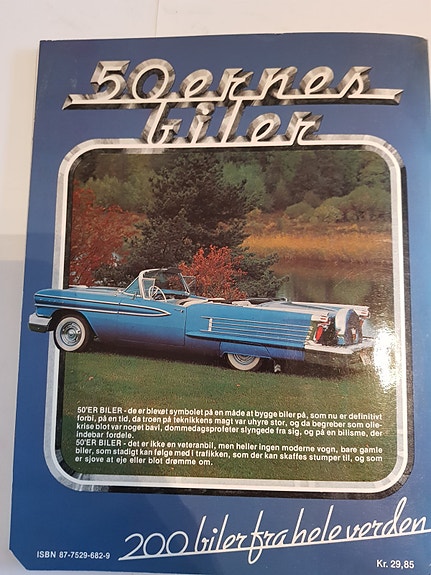 50ernes
biler
50'ER BILER - de er blevet symbolet på en måde at bygge biler på, som nu er definitivt
forbi, på en tid, da troen på teknikkens magt var uhyre stor, og da begreber som olie-
krise blot var noget bavl, dommedagsprofeter slyngede fra sig, og på en bilisme, der
indebar fordele.
50'ER BILER - det er ikke en veteranbil, men heller ingen moderne vogn, bare gamle
biler, som stadigt kan følge med i trafikken, som der kan skaffes stumper til, og som
er sjove at eje eller blot drømme om.
200 biler fra hele verden
ISBN 87-7529-682-9
Kr. 29,85